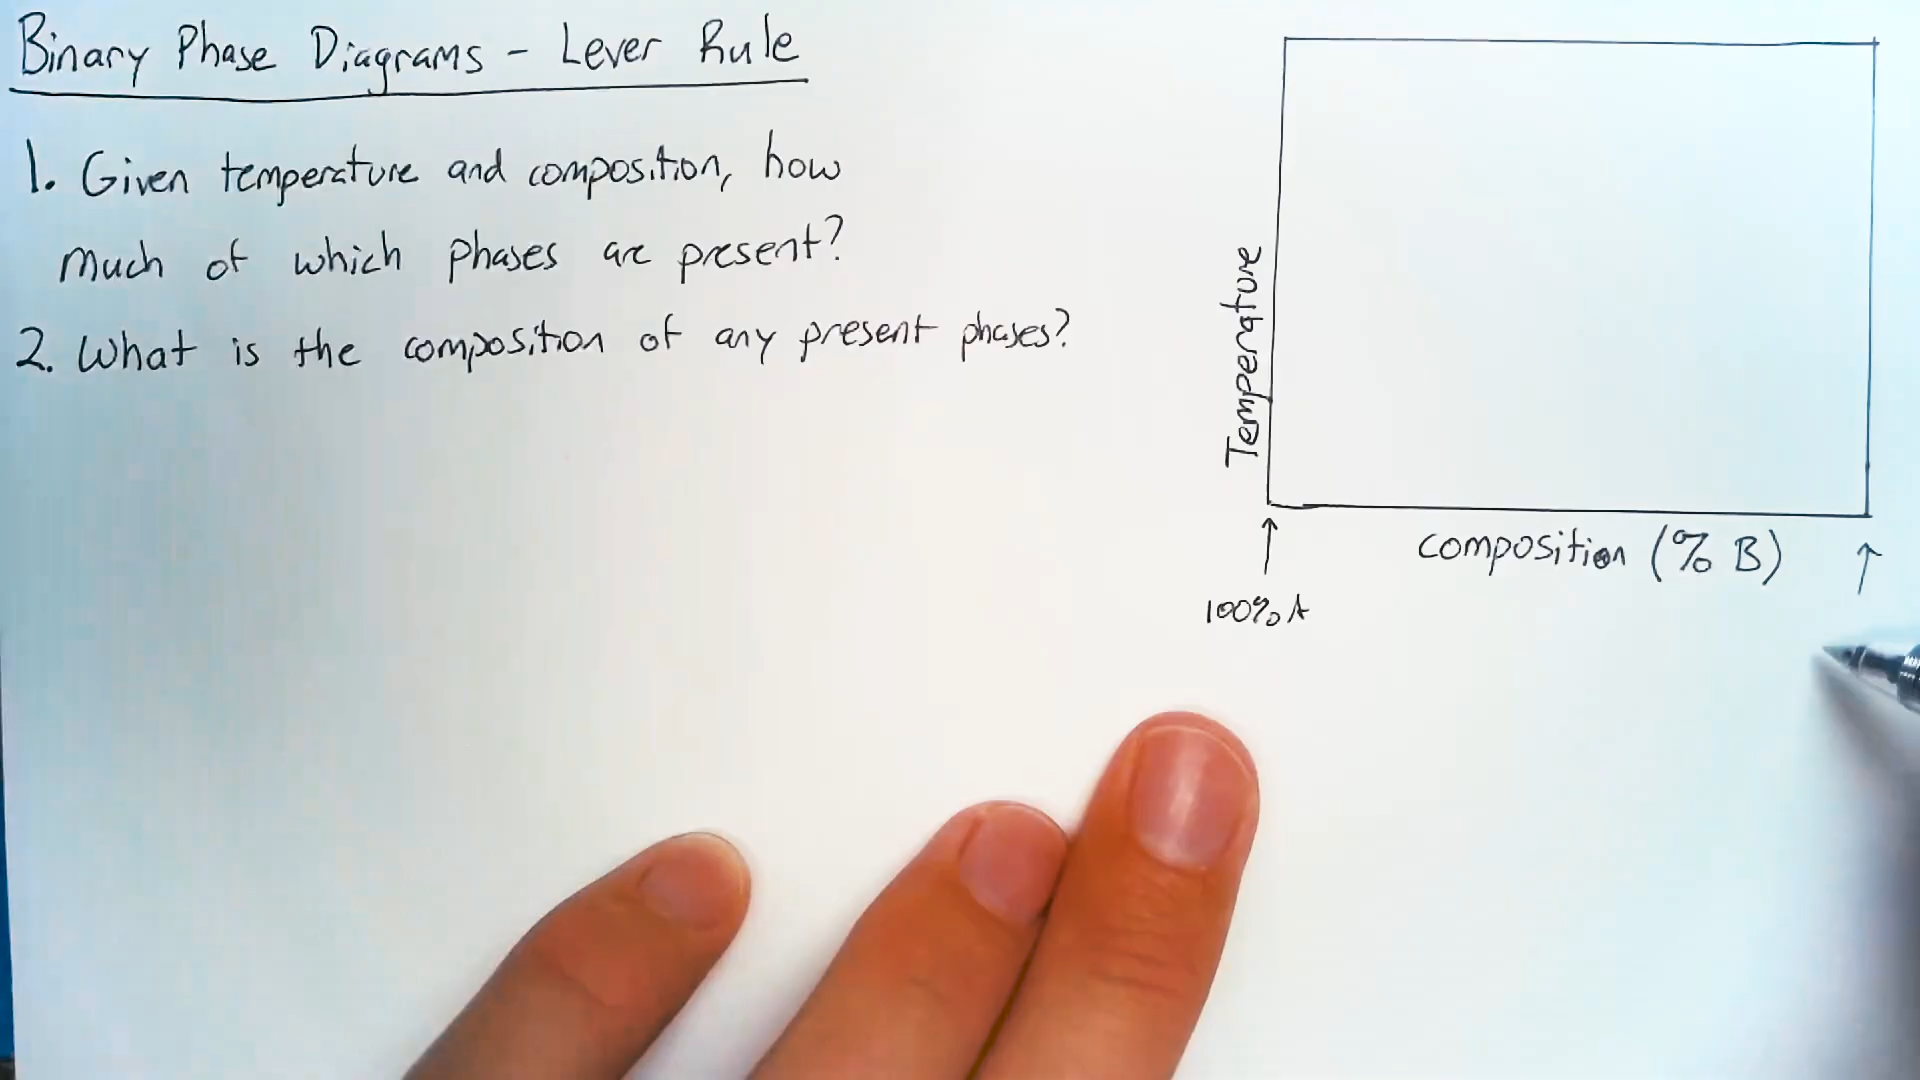 Binary Phase Diagrams - Lever Rule
1. Given temperature and composition, how
much of which phases are present?
2. What is the composition of any present phases?
Temperature
composition (% B)
100% A